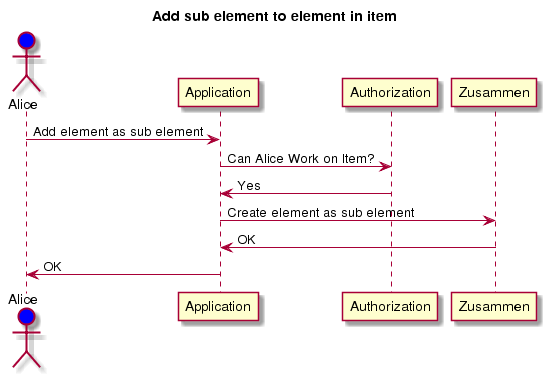 Add sub element to element in item
Alice
Application
Authorization
Zusammen
Add element as sub element
Can Alice Work on Item?
Yes
Create element as sub element
OK
OK
Alice
Application
Authorization
Zusammen